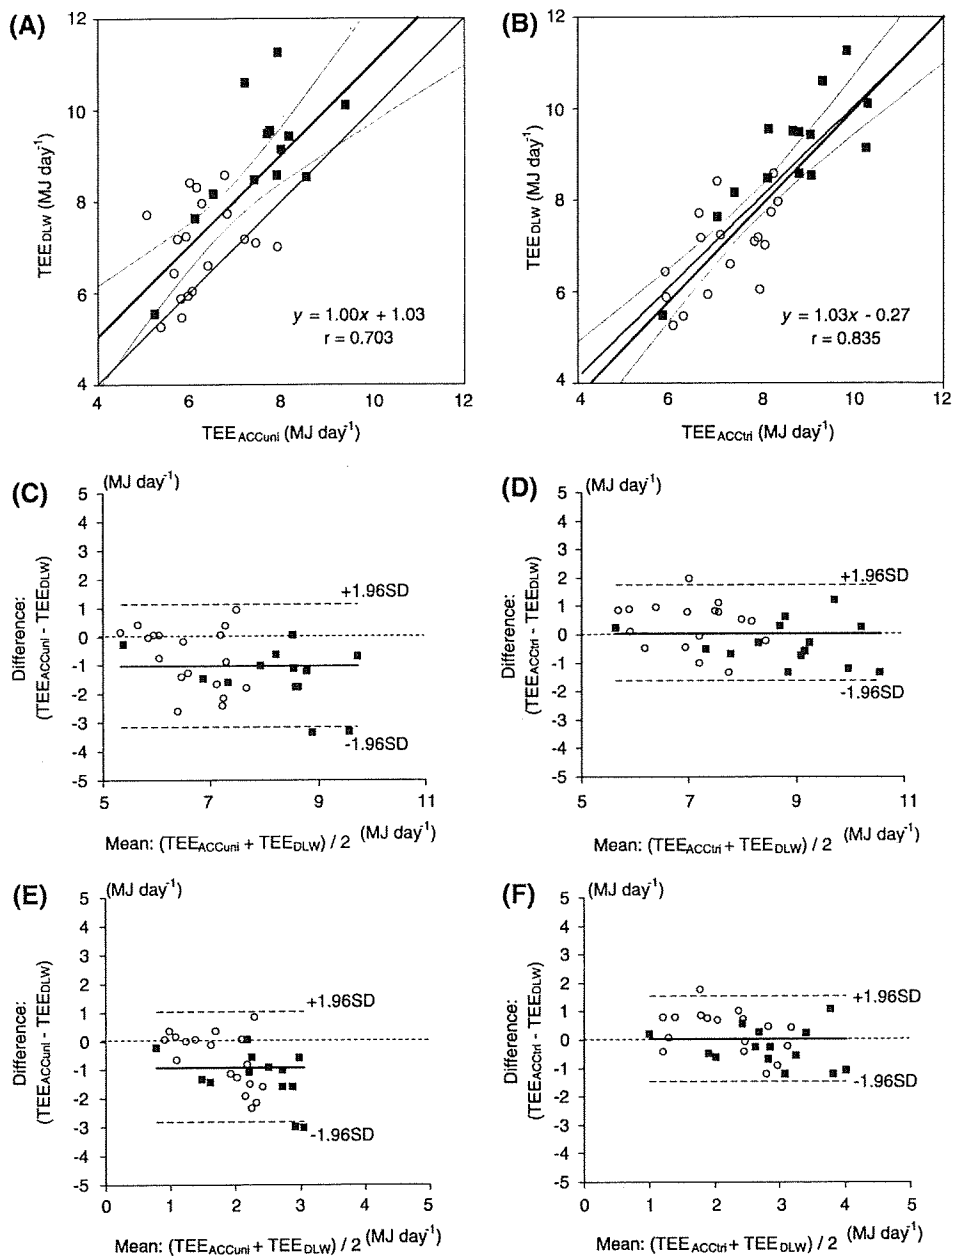 (A)
12
10
8
6
4
TEEDLW (MJ day-1)
y = 1.00x + 1.03
r = 0.703
4 6 8 10 12
TEEACCuni (MJ day-1)
(B)
12
10
8
6
4
TEEDLW (MJ day-1)
y = 1.03x - 0.27
r = 0.835
4 6 8 10 12
TEEACCtri (MJ day-1)
(C)
(MJ day-1)
5
4
3
2
1
0
-1
-2
-3
-4
-5
Difference:
(TEEACCuni - TEEDLW)
+1.96SD
-1.96SD
5 7 9 11
Mean: (TEEACCuni + TEEDLW) / 2 (MJ day-1)
(D)
(MJ day-1)
5
4
3
2
1
0
-1
-2
-3
-4
-5
Difference:
(TEEACCtri - TEEDLW)
+1.96SD
-1.96SD
5 7 9 11
Mean: (TEEACCtri + TEEDLW) / 2 (MJ day-1)
(E)
(MJ day-1)
5
4
3
2
1
0
-1
-2
-3
-4
-5
Difference:
(TEEACCuni - TEEDLW)
+1.96SD
-1.96SD
0 1 2 3 4 5
Mean: (TEEACCuni + TEEDLW) / 2 (MJ day-1)
(F)
(MJ day-1)
5
4
3
2
1
0
-1
-2
-3
-4
-5
Difference:
(TEEACCtri - TEEDLW)
+1.96SD
-1.96SD
0 1 2 3 4 5
Mean: (TEEACCtri + TEEDLW) / 2 (MJ day-1)